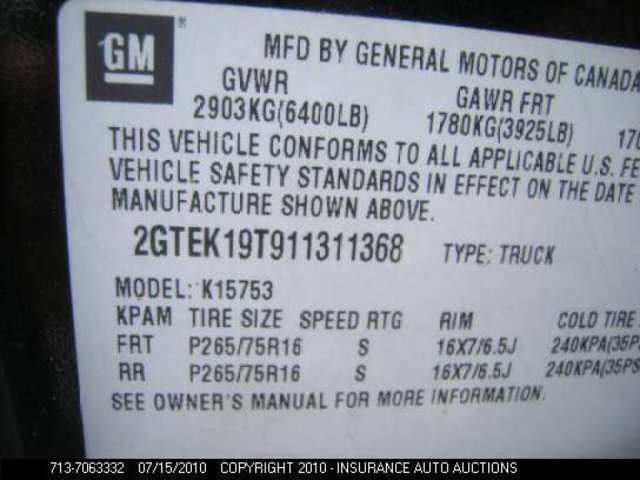 GM ®
MFD BY GENERAL MOTORS OF CANADA
GVWR GAWR FRT
2903KG(6400LB) 1780KG(3925LB)
THIS VEHICLE CONFORMS TO ALL APPLICABLE U.S.
VEHICLE SAFETY STANDARDS IN EFFECT ON THE DATE
MANUFACTURE SHOWN ABOVE.
2GTEK19T911311368 TYPE: TRUCK
MODEL: K15753
KPAM TIRE SIZE SPEED RTG RIM COLD TIRE
FRT P265/75R16 S 16X7/6.5J 240KPA(35PS
RR P265/75R16 S 16X7/6.5J 240KPA(35PS
SEE OWNER'S MANUAL FOR MORE INFORMATION.
713-7063332 07/15/2010 COPYRIGHT 2010 - INSURANCE AUTO AUCTIONS